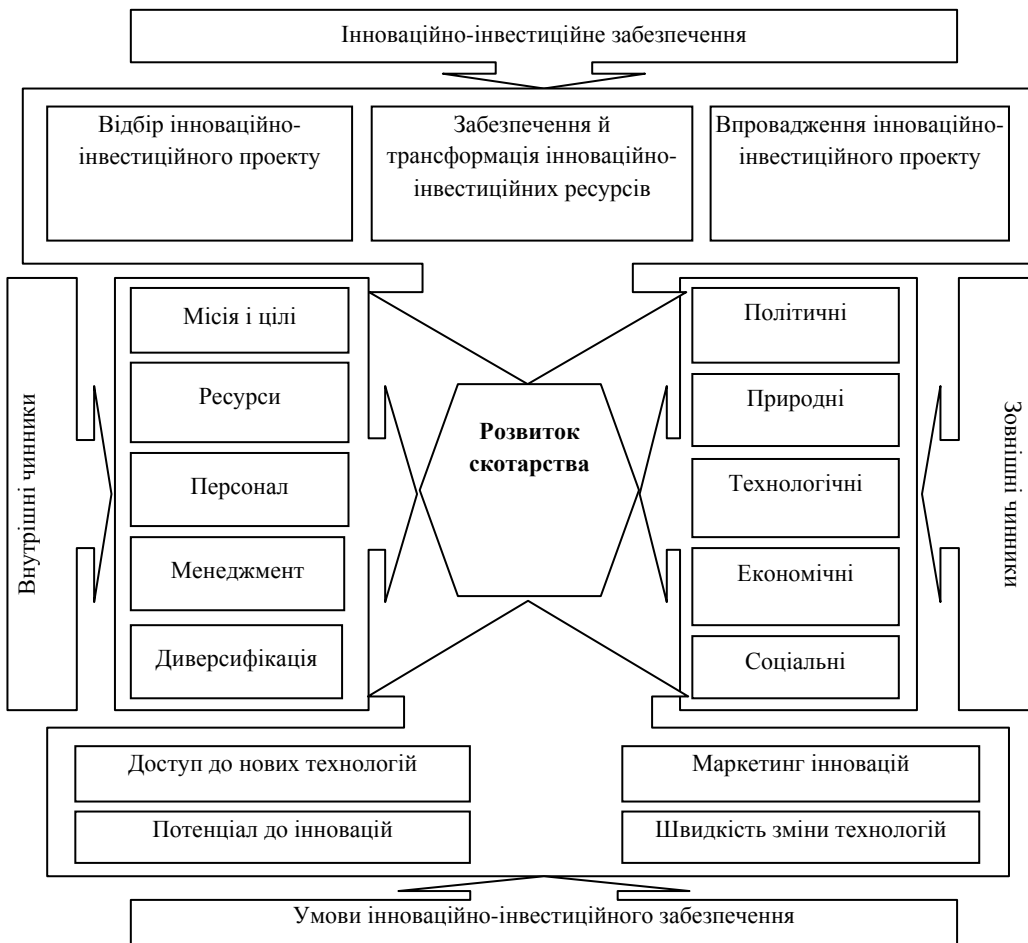 Інноваційно-інвестиційне забезпечення
Відбір інноваційно-
інвестиційного проекту
Забезпечення й
трансформація інноваційно-
інвестиційних ресурсів
Впровадження інноваційно-
інвестиційного проекту
Внутрішні чинники
Місія і цілі
Ресурси
Персонал
Менеджмент
Диверсифікація
Розвиток
скотарства
Політичні
Природні
Технологічні
Економічні
Соціальні
Зовнішні чинники
Доступ до нових технологій
Потенціал до інновацій
Маркетинг інновацій
Швидкість зміни технологій
Умови інноваційно-інвестиційного забезпечення